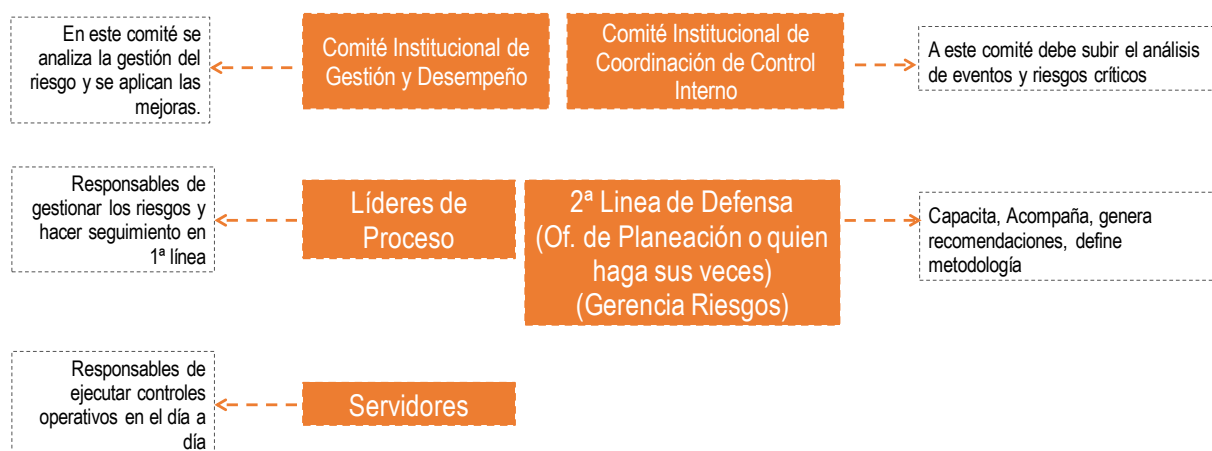 En este comité se
analiza la gestión del
riesgo y se aplican las
mejoras.
Comité Institucional de
Gestión y Desempeño
Comité Institucional de
Coordinación de Control
Interno
A este comité debe subir el análisis
de eventos y riesgos críticos
Responsables de
gestionar los riesgos y
hacer seguimiento en
1ª línea
Líderes de
Proceso
2ª Linea de Defensa
(Of. de Planeación o quien
haga sus veces)
(Gerencia Riesgos)
Capacita, Acompaña, genera
recomendaciones, define
metodología
Responsables de
ejecutar controles
operativos en el día a
día
Servidores